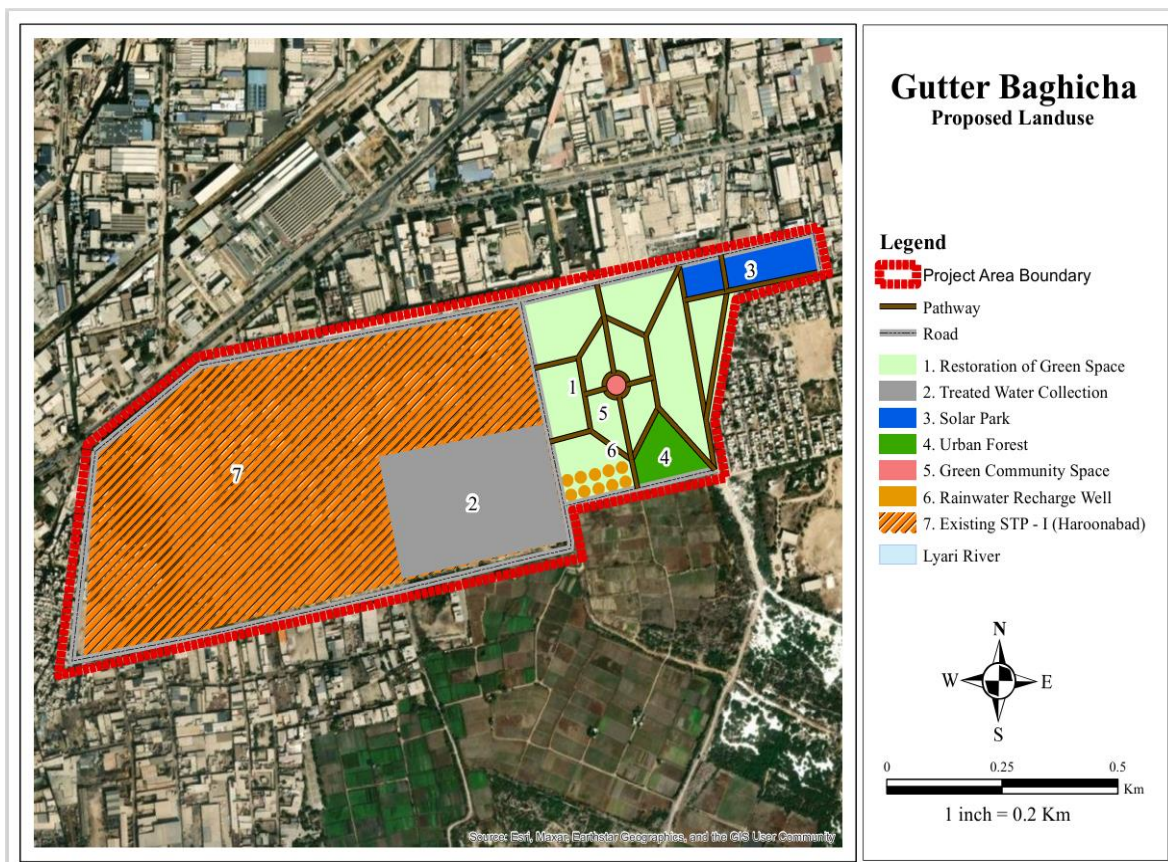 Gutter Baghicha
Proposed Landuse
Legend
Project Area Boundary
Pathway
Road
1. Restoration of Green Space
2. Treated Water Collection
3. Solar Park
4. Urban Forest
5. Green Community Space
6. Rainwater Recharge Well
7. Existing STP - I (Haroonabad)
Lyari River
N
W E
S
0 0.25 0.5
Km
1 inch = 0.2 Km
3
1
5
6
4
7
2
Source: Esri, Maxar, Earthstar Geographics, and the GIS User Community